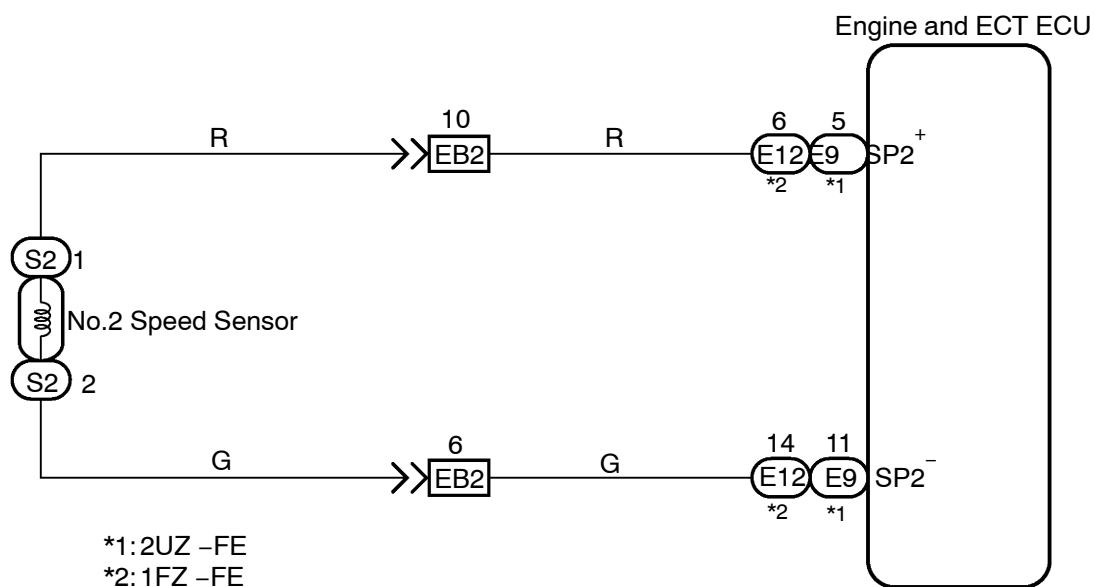 Engine and ECT ECU
10
6
5
R
R
EB2
E12
E9
SP2+
*2
*1
S2
1
No.2 Speed Sensor
S2
2
6
14
11
G
G
EB2
E12
E9
SP2−
*2
*1
*1: 2UZ −FE
*2: 1FZ −FE